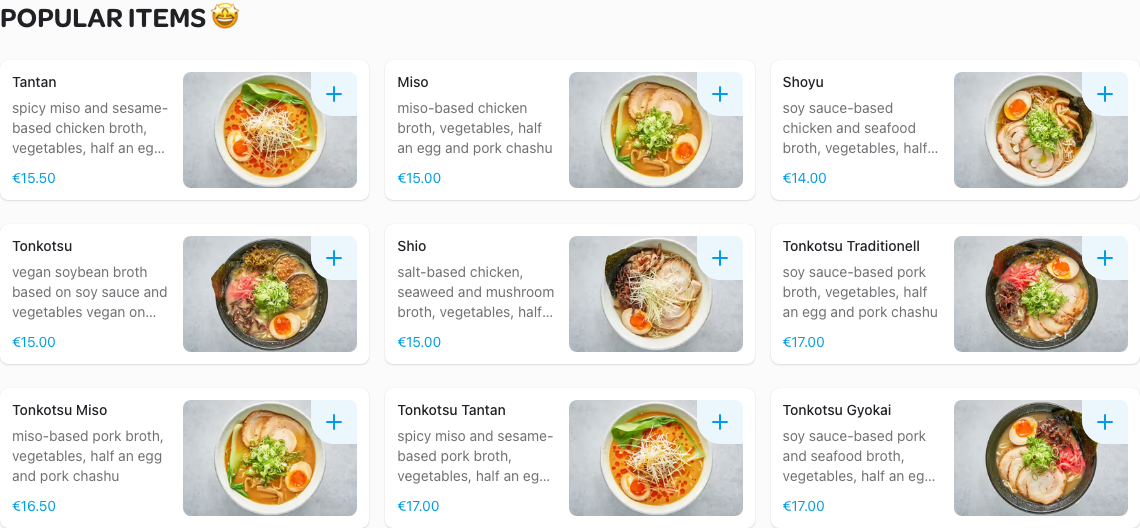 POPULAR ITEMS 🤩
Tantan
spicy miso and sesame-
based chicken broth,
vegetables, half an eg...
€15.50
Miso
miso-based chicken
broth, vegetables, half
an egg and pork chashu
€15.00
Shoyu
soy sauce-based
chicken and seafood
broth, vegetables, half...
€14.00
Tonkotsu
vegan soybean broth
based on soy sauce and
vegetables vegan on...
€15.00
Shio
salt-based chicken,
seaweed and mushroom
broth, vegetables, half...
€15.00
Tonkotsu Traditionell
soy sauce-based pork
broth, vegetables, half
an egg and pork chashu
€17.00
Tonkotsu Miso
miso-based pork broth,
vegetables, half an egg
and pork chashu
€16.50
Tonkotsu Tantan
spicy miso and sesame-
based pork broth,
vegetables, half an eg...
€17.00
Tonkotsu Gyokai
soy sauce-based pork
and seafood broth,
vegetables, half an eg...
€17.00